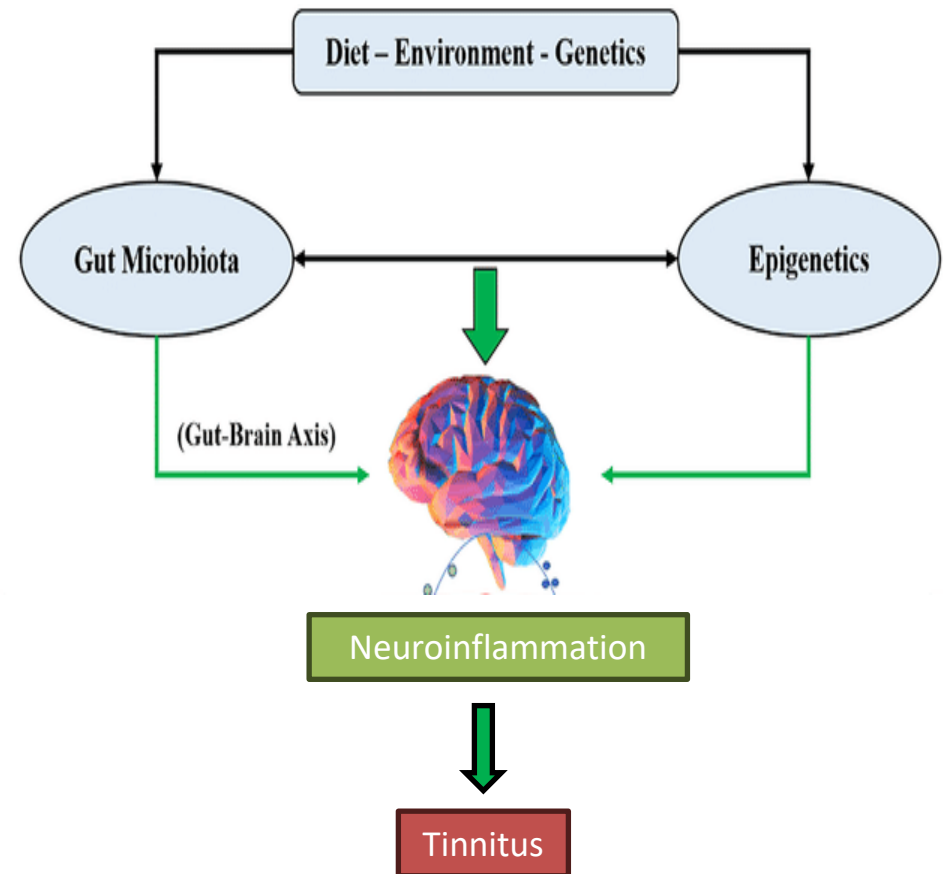 Diet – Environment - Genetics
Gut Microbiota
Epigenetics
(Gut-Brain Axis)
Neuroinflammation
Tinnitus